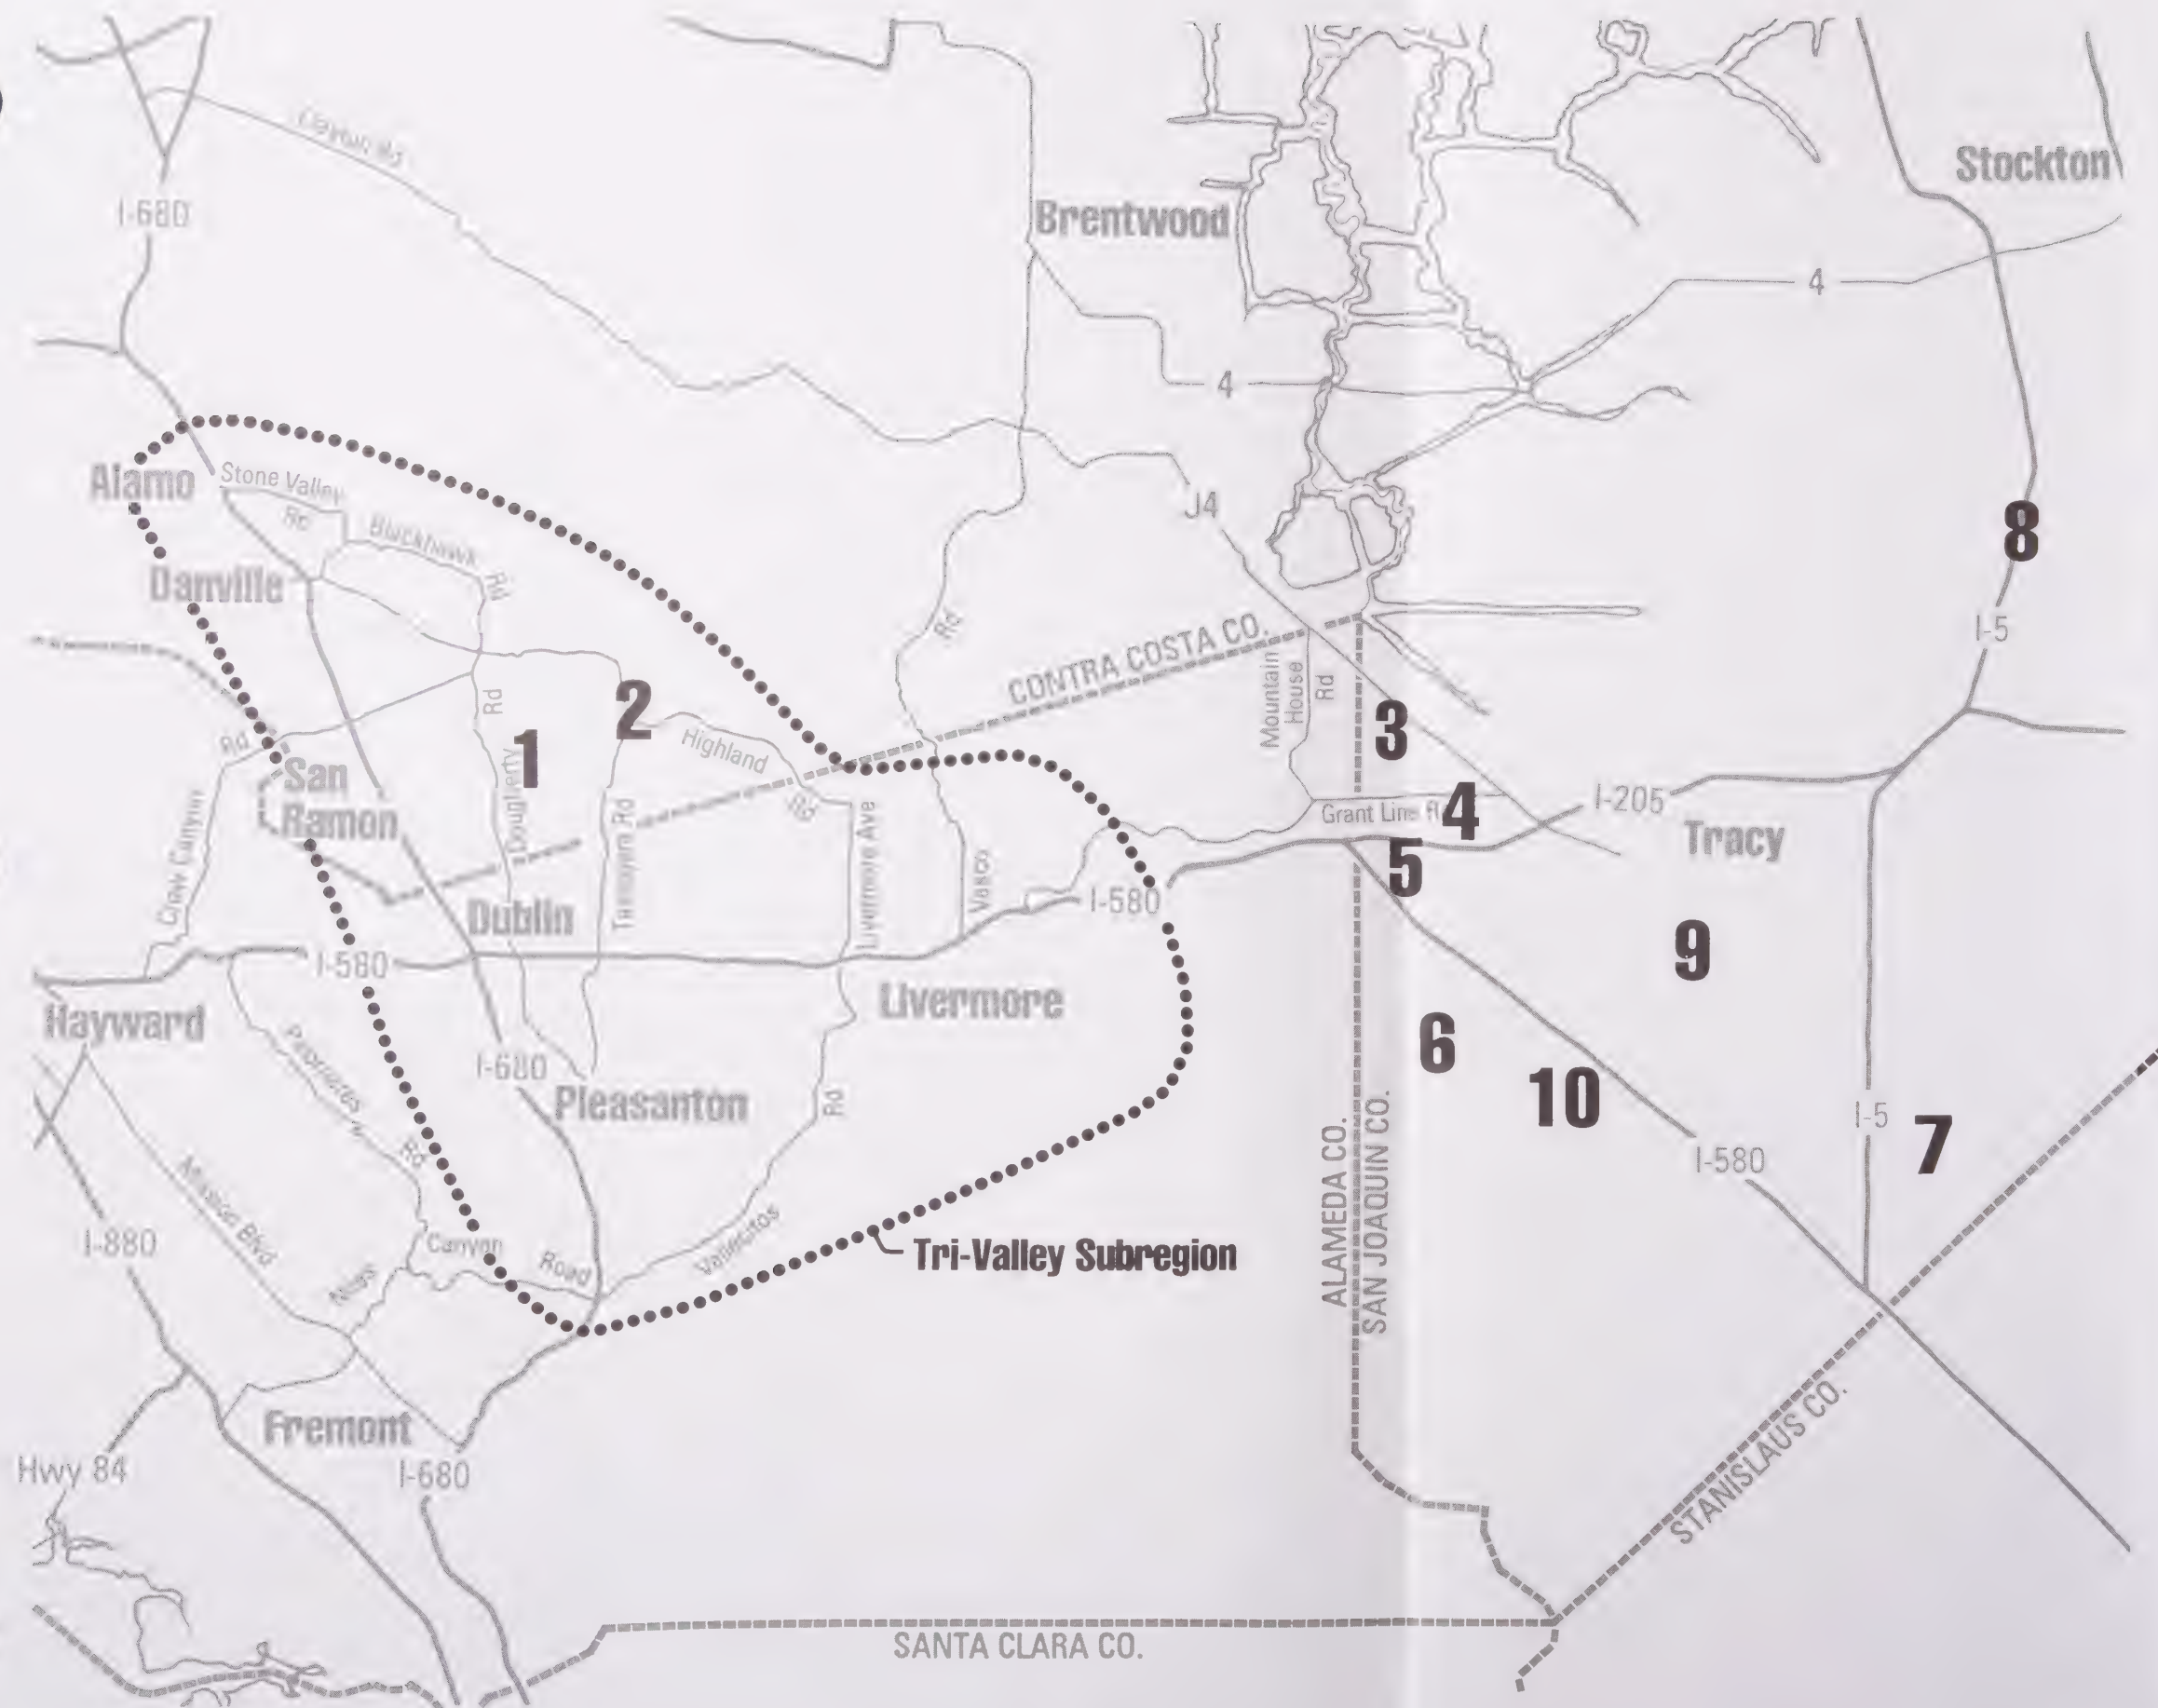 Clayton Rd
I-680
Stockton
Brentwood
4
4
Alamo
Stone Valley
Rd
Blackhawk
Rd
J4
8
Danville
I-5
Rd
CONTRA COSTA CO.
Mountain
House
Rd
2
3
Rd
1
Highland
Rd
Rd
San
Ramon
Crow Canyon
Dougherty
Tassajara Rd
Livermore Ave
Vasco
Grant Line R
4
I-205
Tracy
5
I-580
Dublin
9
I-580
Hayward
Livermore
6
Palomares
Rd
I-680
Pleasanton
Rd
10
I-5
7
I-580
Mission Blvd
I-880
Niles
Canyon
Road
Vallecitos
Tri-Valley Subregion
ALAMEDA CO.
SAN JOAQUIN CO.
Fremont
Hwy 84
I-680
STANISLAUS CO.
SANTA CLARA CO.